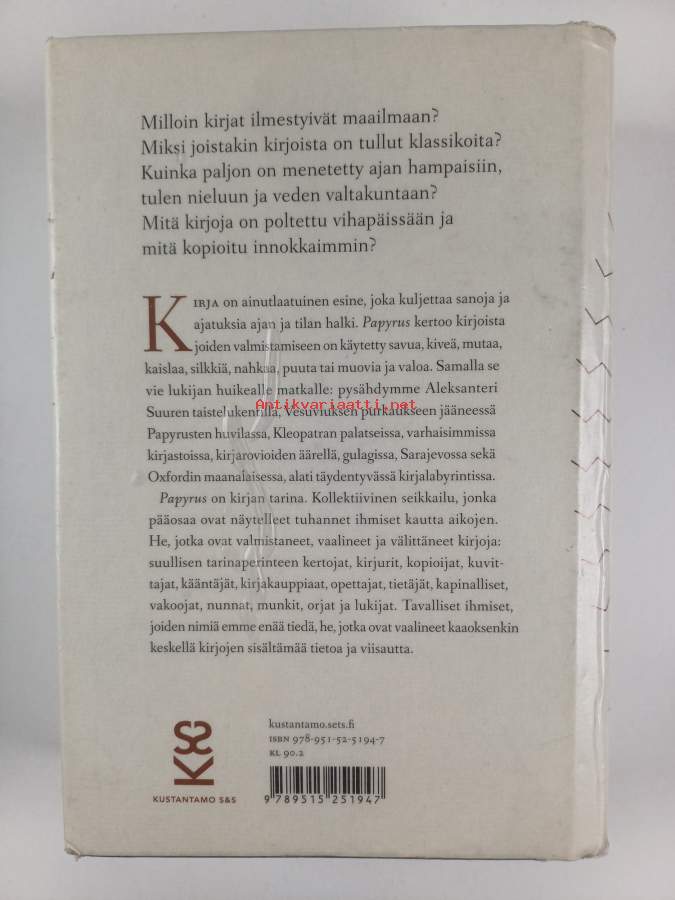 Milloin kirjat ilmestyivät maailmaan?
Miksi joistakin kirjoista on tullut klassikoita?
Kuinka paljon on menetetty ajan hampaisiin,
tulen nieluun ja veden valtakuntaan?
Mitä kirjoja on poltettu vihapäissään ja
mitä kopioitu innokkaimmin?
KIRJA on ainutlaatuinen esine, joka kuljettaa sanoja ja
ajatuksia ajan ja tilan halki. Papyrus kertoo kirjoista
joiden valmistamiseen on käytetty savua, kiveä, mutaa,
kaislaa, silkkiä, nahkaa, puuta tai muovia ja valoa. Samalla se
vie lukijan huikealle matkalle: pysähdymme Aleksanteri
Suuren taistelukentillä, Vesuviuksen purkaukseen jääneessä
Antikvariaatti.net
Papyrusten huvilassa, Kleopatran palatseissa, varhaisimmissa
kirjastoissa, kirjarovioiden äärellä, gulagissa, Sarajevossa sekä
Oxfordin maanalaisessa, alati täydentyvässä kirjalabyrintissa.
Papyrus on kirjan tarina. Kollektiivinen seikkailu, jonka
pääosaa ovat näytelleet tuhannet ihmiset kautta aikojen.
He, jotka ovat valmistaneet, vaalineet ja välittäneet kirjoja:
suullisen tarinaperinteen kertojat, kirjurit, kopioijat, kuvit-
tajat, kääntäjät, kirjakauppiaat, opettajat, tietäjät, kapinalliset,
vakoojat, nunnat, munkit, orjat ja lukijat. Tavalliset ihmiset,
joiden nimiä emme enää tiedä, he, jotka ovat vaalineet kaaoksenkin
keskellä kirjojen sisältämää tietoa ja viisautta.
KSS
KUSTANTAMO S&S
kustantamo.sets.fi
ISBN 978-951-52-5194-7
KL 90.2
9 789515 251947